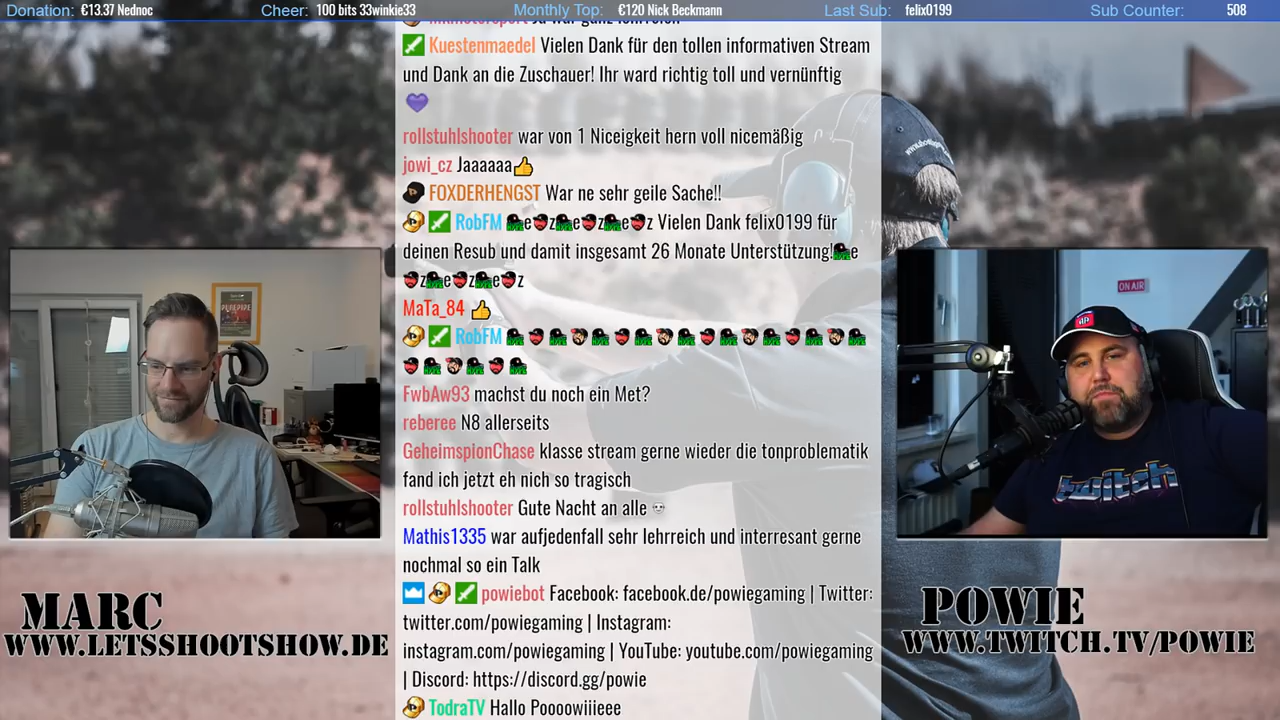 Donation: €13.37 Nednoc Cheer: 100 bits 33winkie33 Monthly Top: €120 Nick Beckmann Last Sub: felix0199 Sub Counter: 508
Kuestenmaedel Vielen Dank für den tollen informativen Stream
und Dank an die Zuschauer! Ihr ward richtig toll und vernünftig
rollstuhlshooter war von 1 Niceigkeit hern voll nicemäßig
jowi_cz Jaaaaaa
FOXDERHENGST War ne sehr geile Sache!!
RobFM e z e z e z Vielen Dank felix0199 für
deinen Resub und damit insgesamt 26 Monate Unterstützung! e
z e z e z
MaTa_84
RobFM
FwbAw93 machst du noch ein Met?
reberee N8 allerseits
GeheimspionChase klasse stream gerne wieder die tonproblematik
fand ich jetzt eh nich so tragisch
rollstuhlshooter Gute Nacht an alle
Mathis1335 war aufjedenfall sehr lehrreich und interresant gerne
nochmal so ein Talk
powiebot Facebook: facebook.de/powiegaming | Twitter:
twitter.com/powiegaming | Instagram:
instagram.com/powiegaming | YouTube: youtube.com/powiegaming
| Discord: https://discord.gg/powie
TodraTV Hallo Poooowiiieee
ON AIR
twitch
MARC
WWW.LETSSHOOTSHOW.DE
POWIE
WWW.TWITCH.TV/POWIE